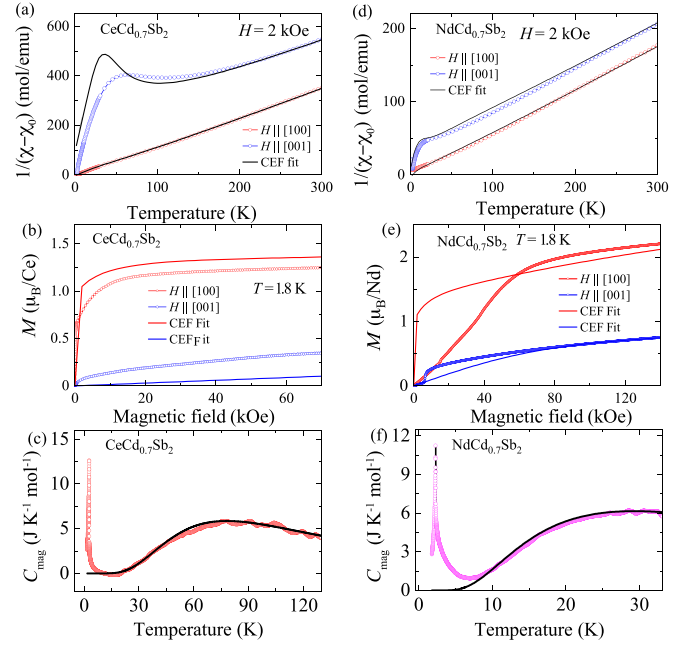 (a) CeCd0.7Sb2 H = 2 kOe
600
400
200
0
1/(χ−χ0) (mol/emu)
H || [100]
H || [001]
CEF fit
0 100 200 300
Temperature (K)
(d) NdCd0.7Sb2
H = 2 kOe
200
150
100
50
0
1/(χ−χ0) (mol/emu)
H || [100]
H || [001]
CEF fit
0 100 200 300
Temperature (K)
(b) CeCd0.7Sb2
1.5
1.2
0.75
0.3
0.0
M (μB/Ce)
T = 1.8 K
H || [100]
H || [001]
CEF Fit
CEFF it
0 20 40 60
Magnetic field (kOe)
(e) NdCd0.7Sb2 T = 1.8 K
2
1
0
M (μB/Nd)
H || [100]
H || [001]
CEF Fit
CEF Fit
0 40 80 120
Magnetic field (kOe)
(c) CeCd0.7Sb2
15
10
5
0
Cmag (J K-1 mol-1)
0 30 60 90 120
Temperature (K)
(f) NdCd0.7Sb2
12
9
6
3
0
Cmag (J K-1 mol-1)
0 10 20 30
Temperature (K)